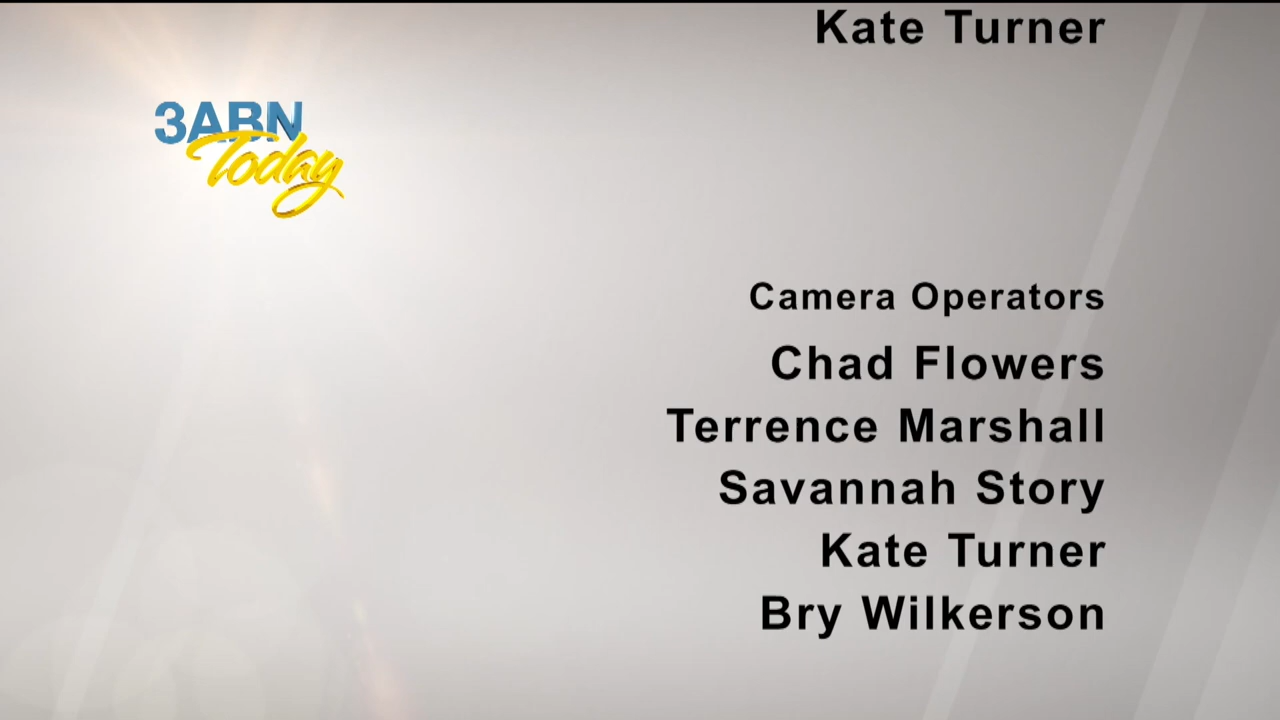 Kate Turner
3ABN
Today
Camera Operators
Chad Flowers
Terrence Marshall
Savannah Story
Kate Turner
Bry Wilkerson